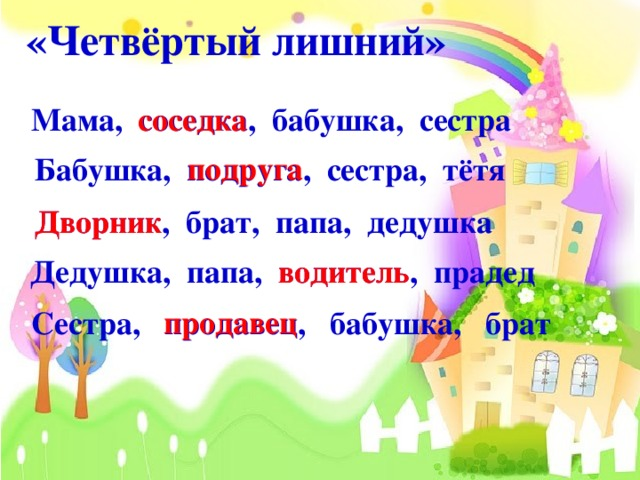 «Четвёртый лишний»
Мама, соседка, бабушка, сестра
Бабушка, подруга, сестра, тётя
Дворник, брат, папа, дедушка
Дедушка, папа, водитель, прадед
Сестра, продавец, бабушка, брат